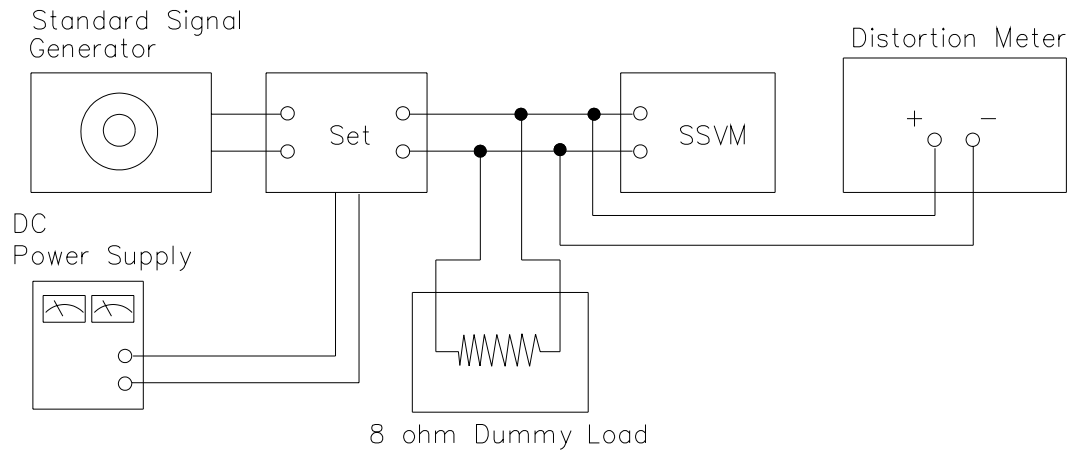 Standard Signal
Generator
Distortion Meter
Set
SSVM
+ −
DC
Power Supply
8 ohm Dummy Load